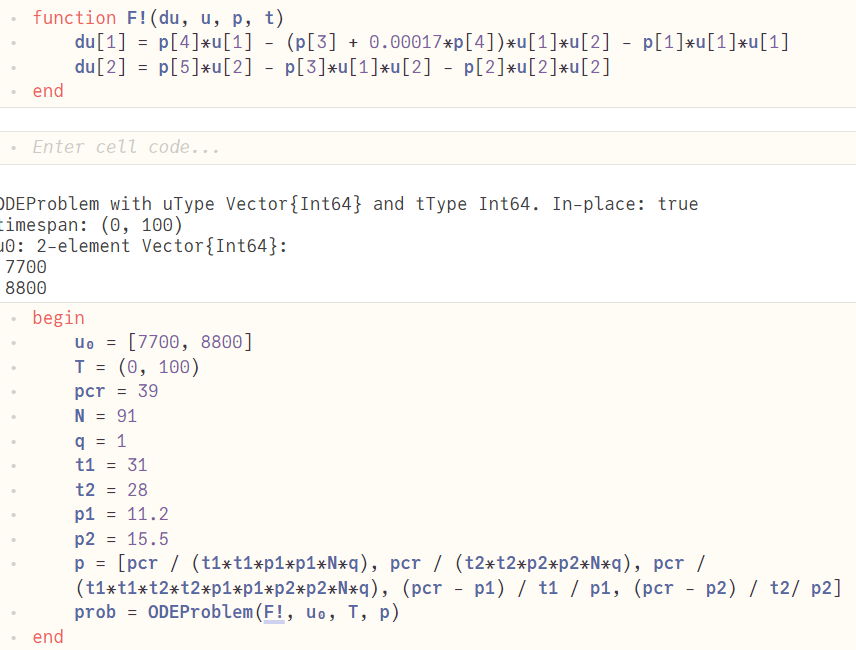 function F!(du, u, p, t)
du[1] = p[4]*u[1] - (p[3] + 0.00017*p[4])*u[1]*u[2] - p[1]*u[1]*u[1]
du[2] = p[5]*u[2] - p[3]*u[1]*u[2] - p[2]*u[2]*u[2]
end
Enter cell code...
ODEProblem with uType Vector{Int64} and tType Int64. In-place: true
timespan: (0, 100)
u0: 2-element Vector{Int64}:
7700
8800
begin
u₀ = [7700, 8800]
T = (0, 100)
pcr = 39
N = 91
q = 1
t1 = 31
t2 = 28
p1 = 11.2
p2 = 15.5
p = [pcr / (t1*t1*p1*p1*N*q), pcr / (t2*t2*p2*p2*N*q), pcr /
(t1*t1*t2*t2*p1*p1*p2*p2*N*q), (pcr - p1) / t1 / p1, (pcr - p2) / t2/ p2]
prob = ODEProblem(F!, u₀, T, p)
end